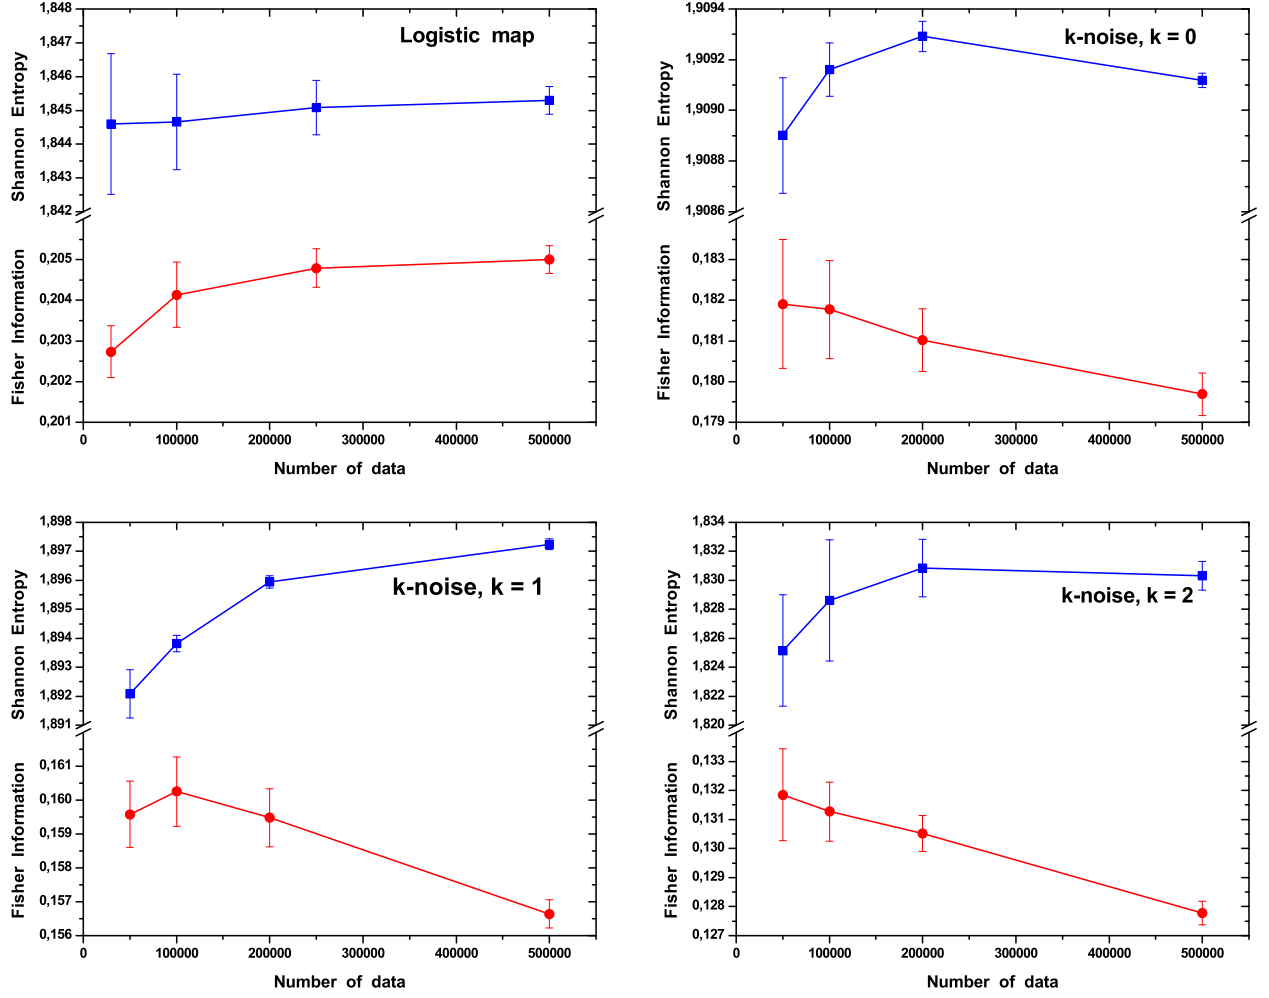 Logistic map
Shannon Entropy
1,848
1,847
1,846
1,845
1,844
1,843
1,842
Fisher Information
0,205
0,204
0,203
0,202
0,201
0 100000 200000 300000 400000 500000
Number of data
k-noise, k = 0
Shannon Entropy
1,9094
1,9092
1,9090
1,9088
1,9086
Fisher Information
0,183
0,182
0,181
0,180
0,179
0 100000 200000 300000 400000 500000
Number of data
k-noise, k = 1
Shannon Entropy
1,898
1,897
1,896
1,895
1,894
1,893
1,892
1,891
Fisher Information
0,161
0,160
0,159
0,158
0,157
0,156
0 100000 200000 300000 400000 500000
Number of data
k-noise, k = 2
Shannon Entropy
1,834
1,832
1,830
1,828
1,826
1,824
1,822
1,820
Fisher Information
0,133
0,132
0,131
0,130
0,129
0,128
0,127
0 100000 200000 300000 400000 500000
Number of data